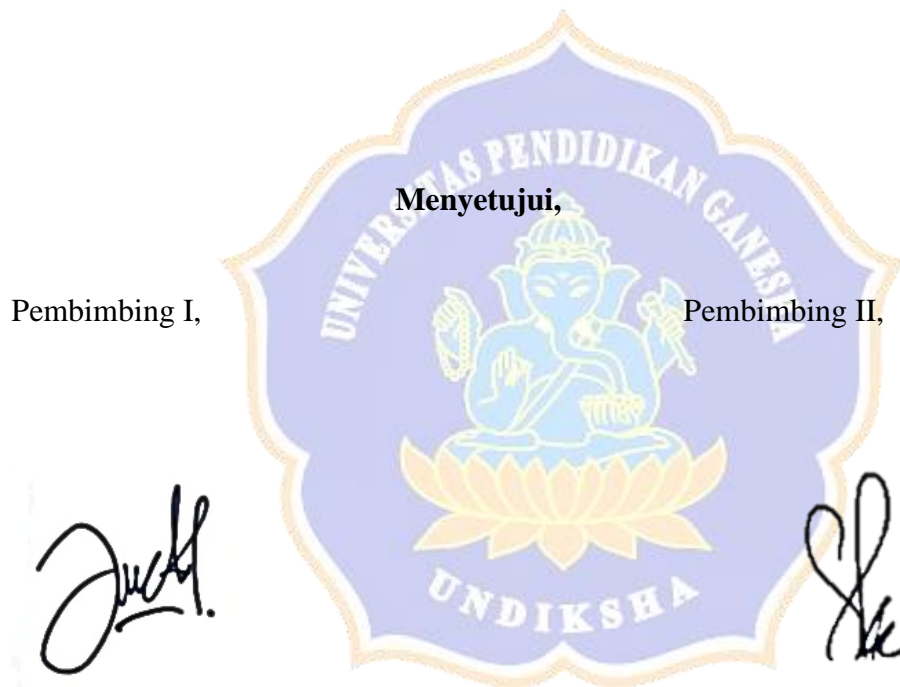 UNIVERSITAS PENDIDIKAN GANESHA
Menyetujui,
Pembimbing I,
Pembimbing II,
UNDIKSHA